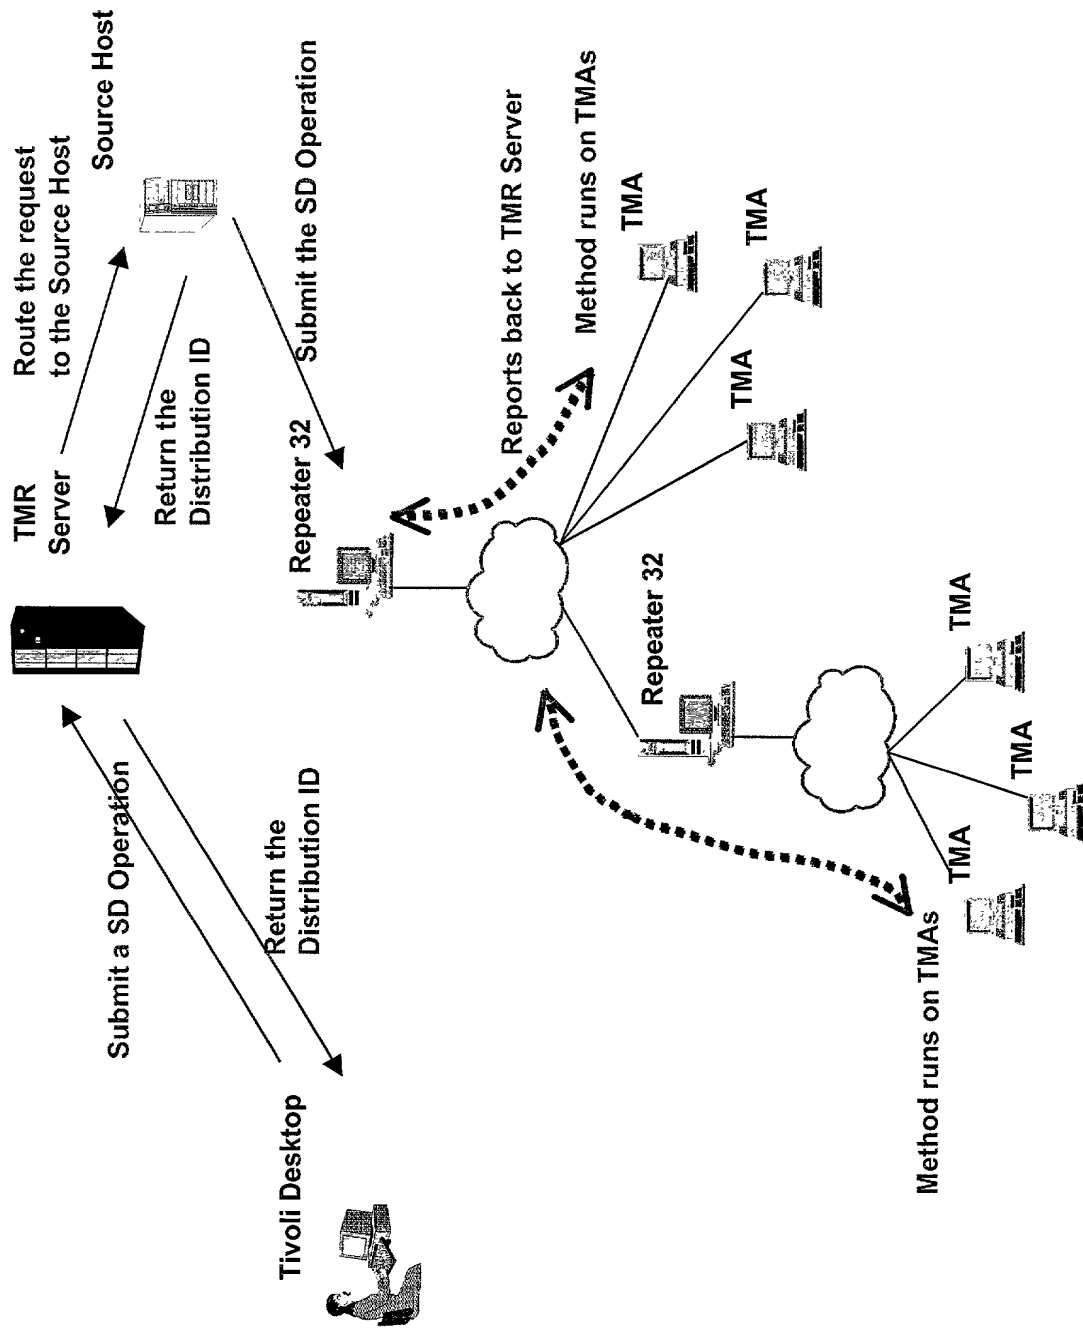 Tivoli Desktop
Submit a SD Operation
Return the
Distribution ID
TMR
Server
Route the request
to the Source Host
Source Host
Return the
Distribution ID
Submit the SD Operation
Repeater 32
Reports back to TMR Server
Method runs on TMAs
TMA
TMA
TMA
Repeater 32
TMA
TMA
TMA
Method runs on TMAs